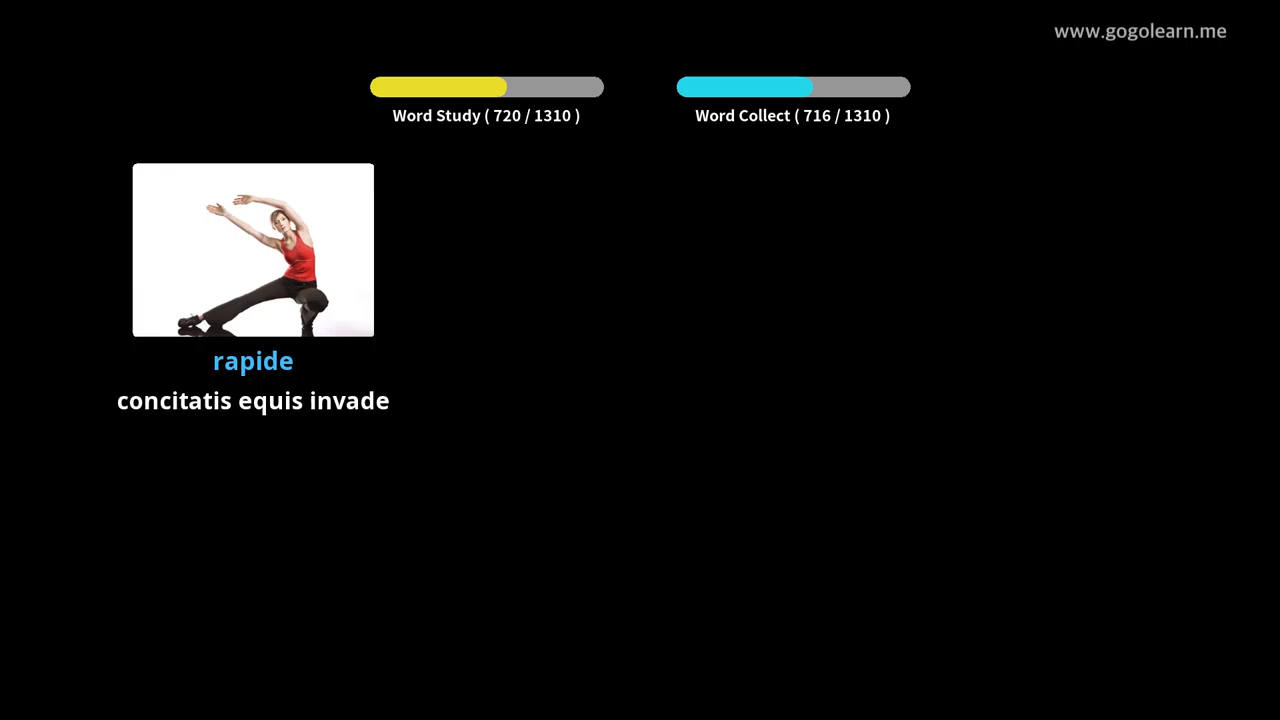 www.gogolearn.me
Word Study ( 720 / 1310 )
Word Collect ( 716 / 1310 )
rapide
concitatis equis invade